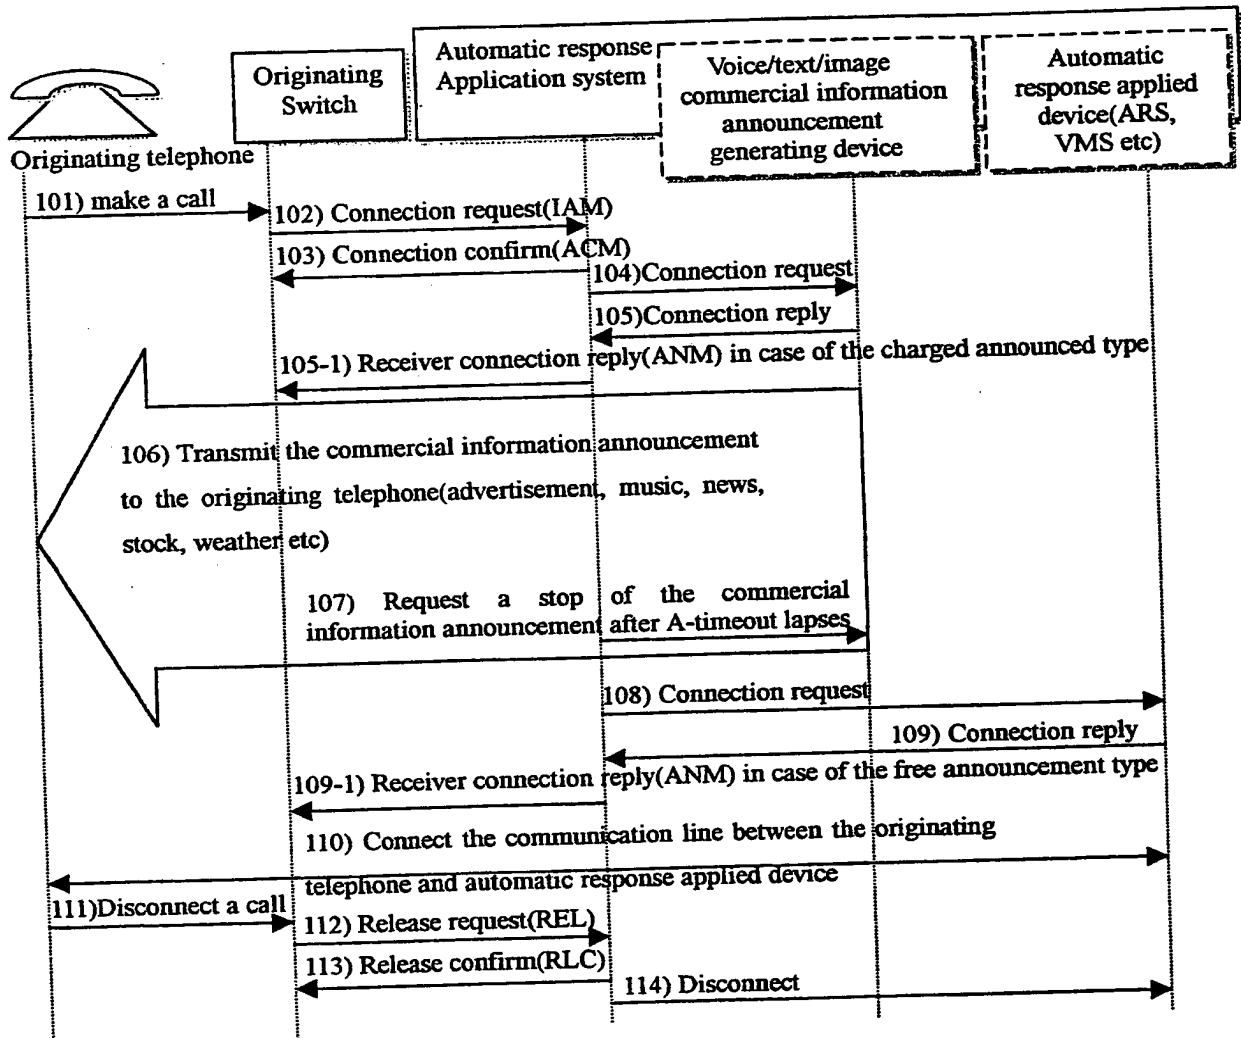 Originating telephone
Originating
Switch
Automatic response
Application system
Voice/text/image
commercial information
announcement
generating device
Automatic
response applied
device(ARS,
VMS etc)
101) make a call
102) Connection request(IAM)
103) Connection confirm(ACM)
104)Connection request
105)Connection reply
105-1) Receiver connection reply(ANM) in case of the charged announced type
106) Transmit the commercial information announcement
to the originating telephone(advertisement, music, news,
stock, weather etc)
107) Request a stop of the commercial
information announcement after A-timeout lapses
108) Connection request
109) Connection reply
109-1) Receiver connection reply(ANM) in case of the free announcement type
110) Connect the communication line between the originating
telephone and automatic response applied device
111)Disconnect a call
112) Release request(REL)
113) Release confirm(RLC)
114) Disconnect